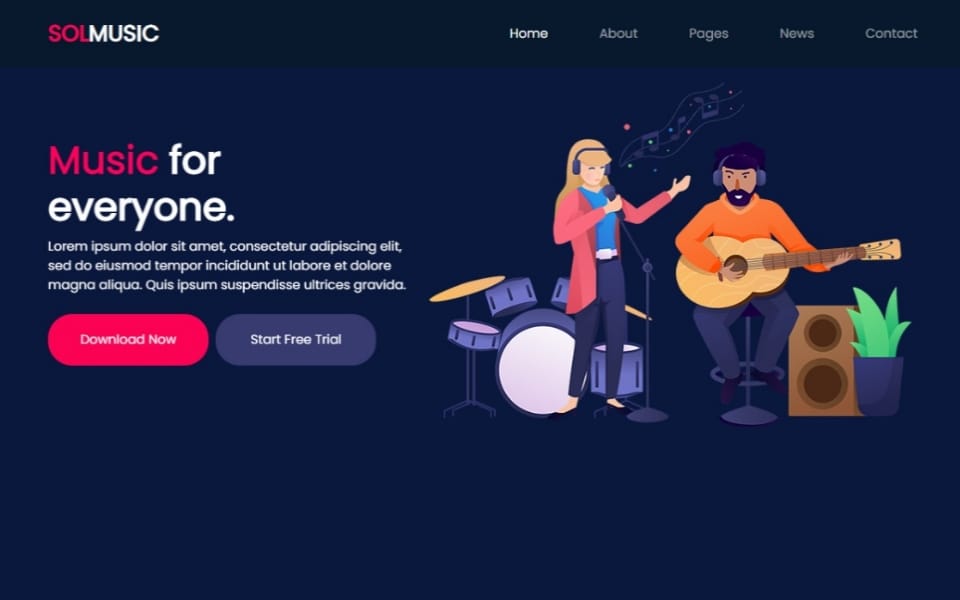 SOLMUSIC
Home About Pages News Contact
Music for
everyone.
Lorem ipsum dolor sit amet, consectetur adipiscing elit,
sed do eiusmod tempor incididunt ut labore et dolore
magna aliqua. Quis ipsum suspendisse ultrices gravida.
Download Now
Start Free Trial